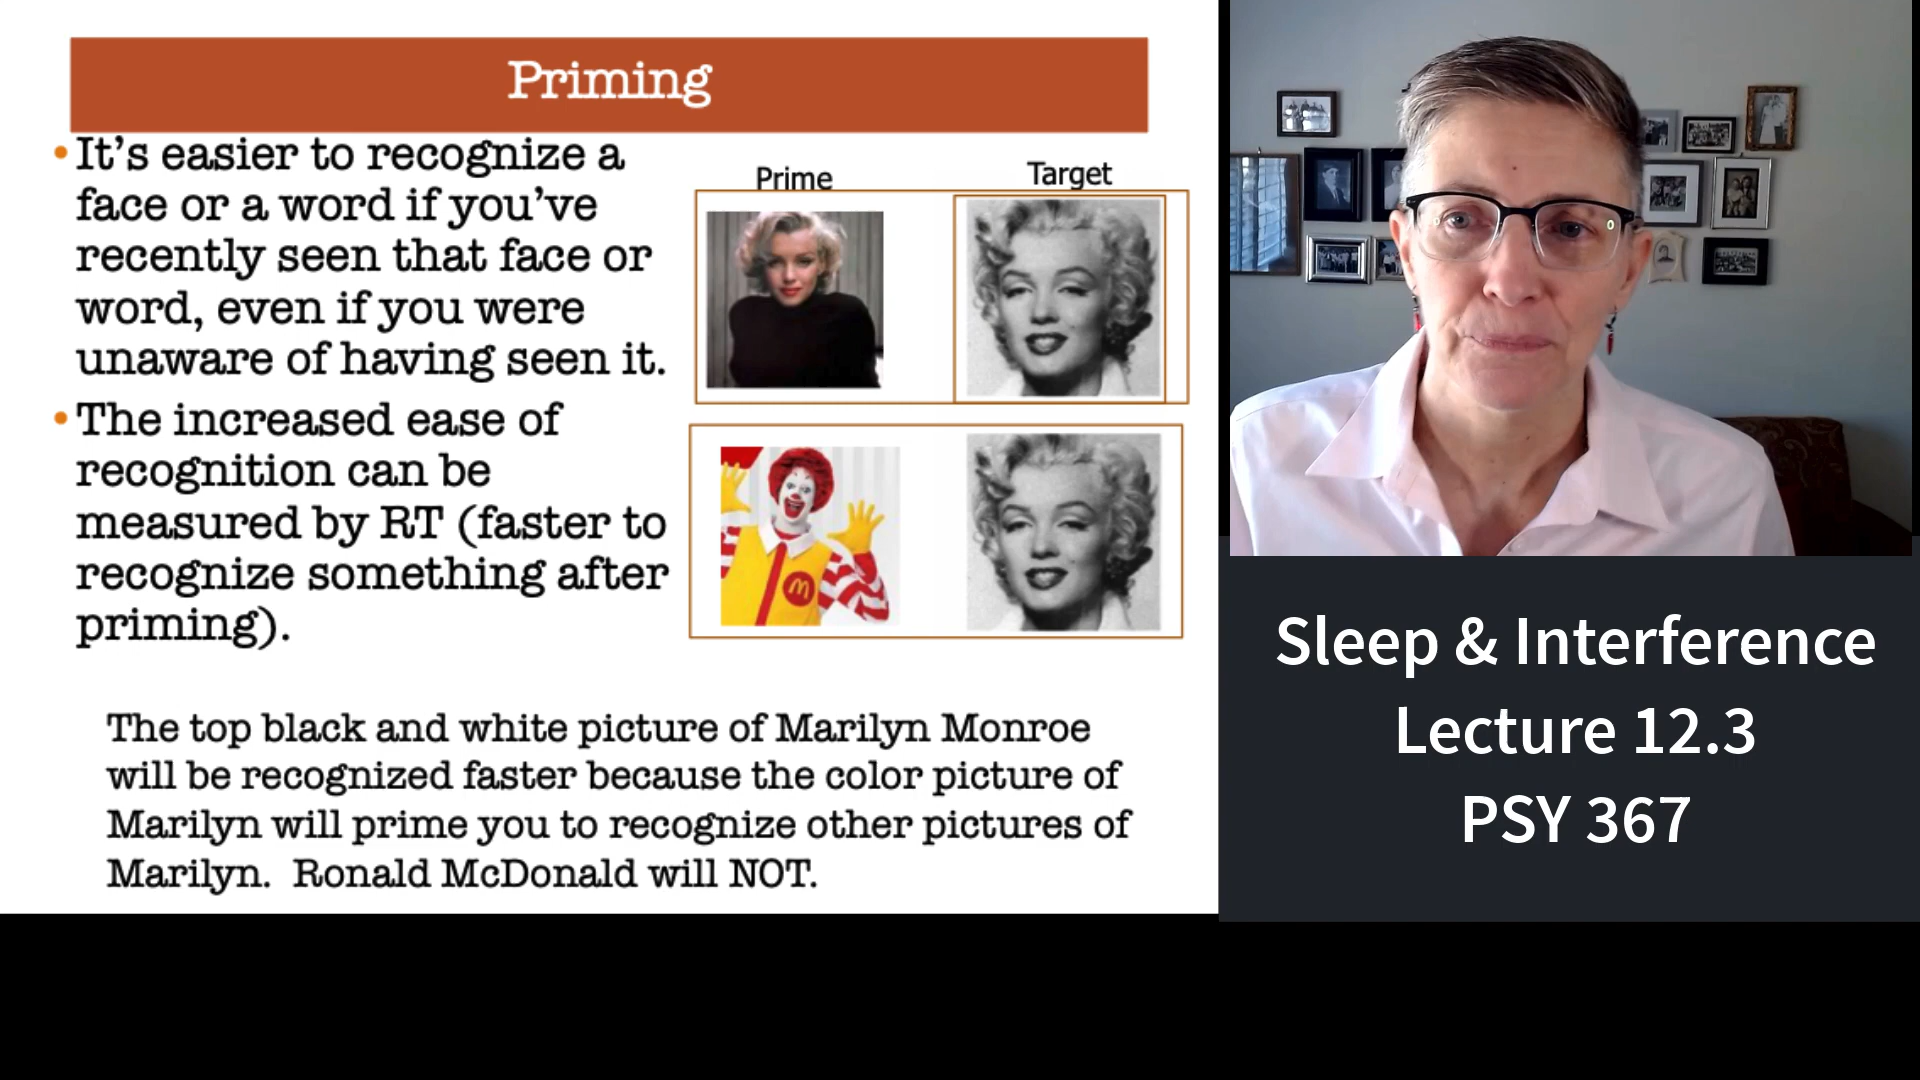 Priming
•It's easier to recognize a
face or a word if you've
recently seen that face or
word, even if you were
unaware of having seen it.
•The increased ease of
recognition can be
measured by RT (faster to
recognize something after
priming).
Prime
Target
The top black and white picture of Marilyn Monroe
will be recognized faster because the color picture of
Marilyn will prime you to recognize other pictures of
Marilyn.  Ronald McDonald will NOT.
Sleep & Interference
Lecture 12.3
PSY 367